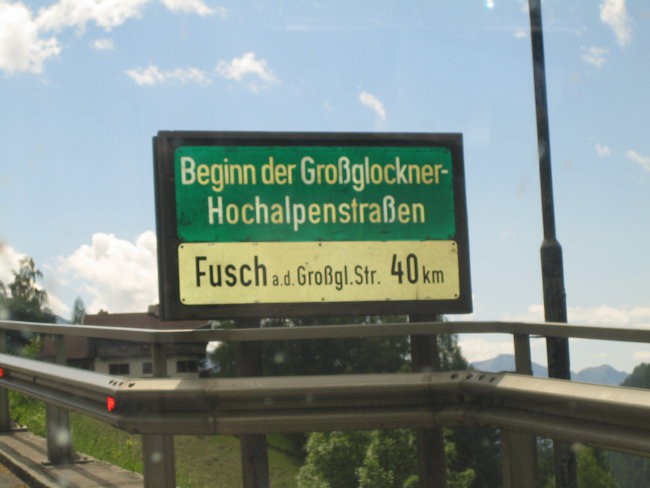 Beginn der Großglockner-
Hochalpenstraßen
Fusch a.d. Großgl. Str. 40 km